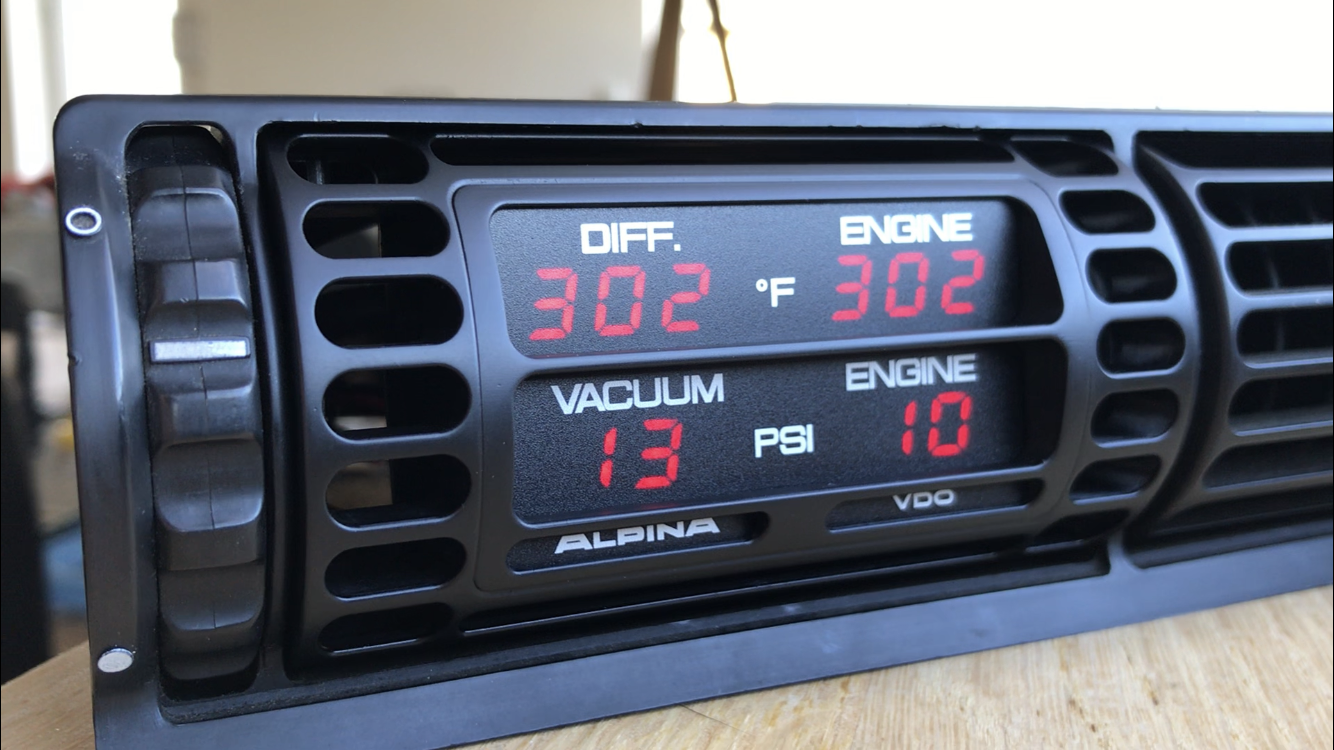 DIFF. ENGINE
302 °F 302
VACUUM ENGINE
13 PSI 10
ALPINA VDO